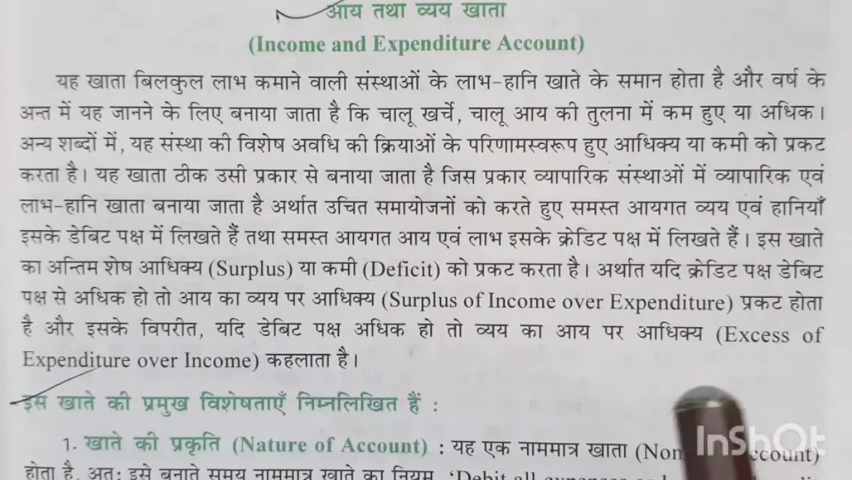 आय तथा व्यय खाता
(Income and Expenditure Account)
यह खाता बिलकुल लाभ कमाने वाली संस्थाओं के लाभ-हानि खाते के समान होता है और वर्ष के
अन्त में यह जानने के लिए बनाया जाता है कि चालू खर्चे, चालू आय की तुलना में कम हुए या अधिक।
अन्य शब्दों में, यह संस्था की विशेष अवधि की क्रियाओं के परिणामस्वरूप हुए आधिक्य या कमी को प्रकट
करता है। यह खाता ठीक उसी प्रकार से बनाया जाता है जिस प्रकार व्यापारिक संस्थाओं में व्यापारिक एवं
लाभ-हानि खाता बनाया जाता है अर्थात उचित समायोजनों को करते हुए समस्त आयगत व्यय एवं हानियाँ
इसके डेबिट पक्ष में लिखते हैं तथा समस्त आयगत आय एवं लाभ इसके क्रेडिट पक्ष में लिखते हैं। इस खाते
का अन्तिम शेष आधिक्य (Surplus) या कमी (Deficit) को प्रकट करता है। अर्थात यदि क्रेडिट पक्ष डेबिट
पक्ष से अधिक हो तो आय का व्यय पर आधिक्य (Surplus of Income over Expenditure) प्रकट होता
है और इसके विपरीत, यदि डेबिट पक्ष अधिक हो तो व्यय का आय पर आधिक्य (Excess of
Expenditure over Income) कहलाता है।
इस खाते की प्रमुख विशेषताएँ निम्नलिखित हैं :
1. खाते की प्रकृति (Nature of Account) : यह एक नाममात्र खाता (Nom ccount)
होता है, अतः इसे बनाते समय नाममात्र खाते का नियम, 'Debit all expenses
InShOt